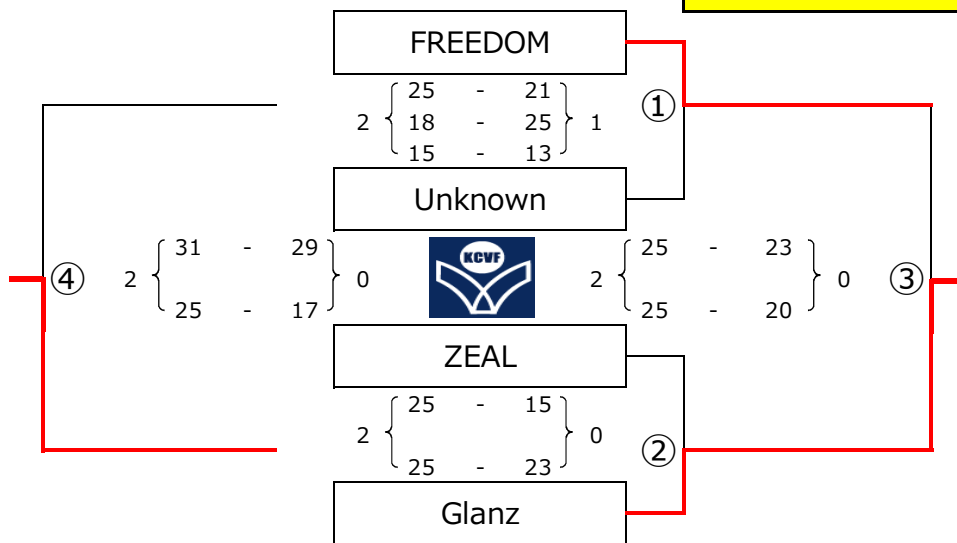 FREEDOM
2 25 - 21 1
18 - 25
15 - 13
①
Unknown
④ 2 31 - 29 0
25 - 17
KCVF
2 25 - 23 0 ③
25 - 20
ZEAL
2 25 - 15 0
25 - 23
②
Glanz